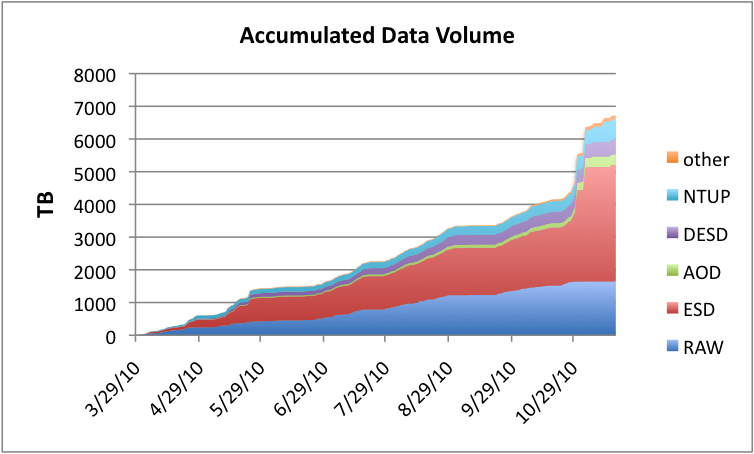 Accumulated Data Volume
8000
7000
6000
5000
4000
3000
2000
1000
0
TB
3/29/10
4/29/10
5/29/10
6/29/10
7/29/10
8/29/10
9/29/10
10/29/10
other
NTUP
DESD
AOD
ESD
RAW